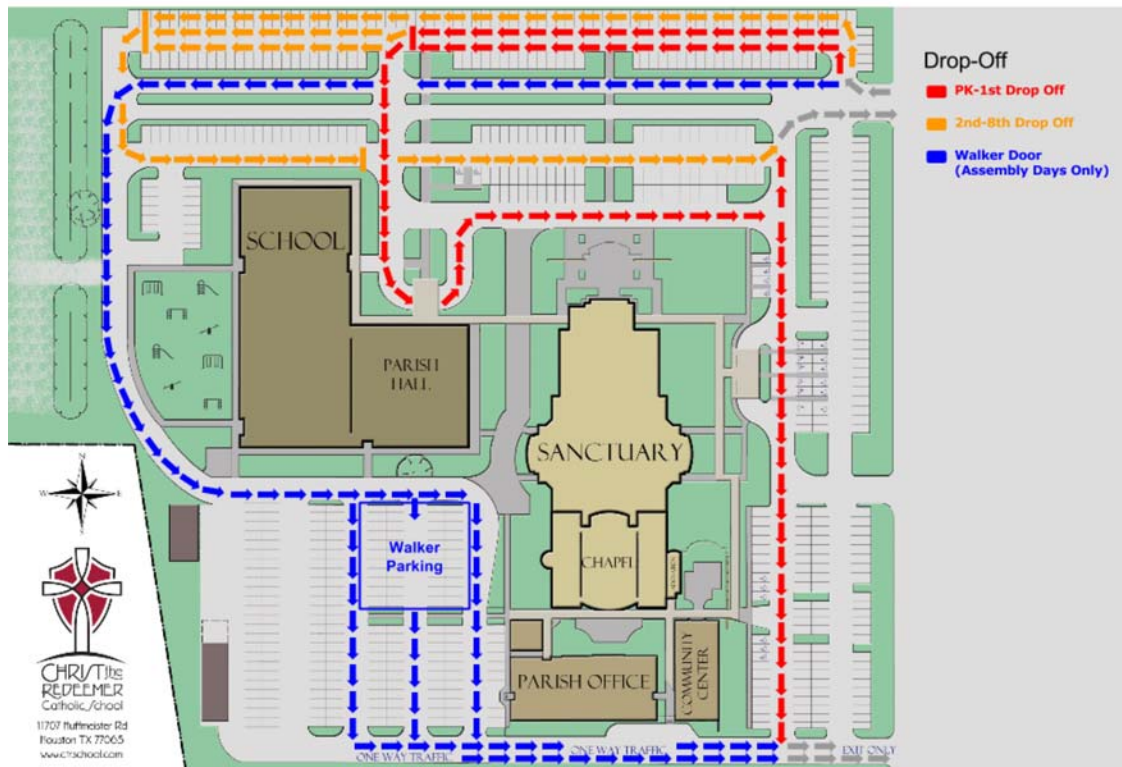 Drop-Off
PK-1st Drop Off
2nd-8th Drop Off
Walker Door
(Assembly Days Only)
SCHOOL
PARISH
HALL
SANCTUARY
CHAPEL
Walker
Parking
PARISH OFFICE
COMMUNITY
CENTER
ONE WAY TRAFFIC
ONE WAY TRAFFIC
EXIT ONLY
N
W
E
S
CHRIST the
REDEEMER
Catholic School
11707 Huffmeister Rd
Houston TX 77065
www.ctrschool.com